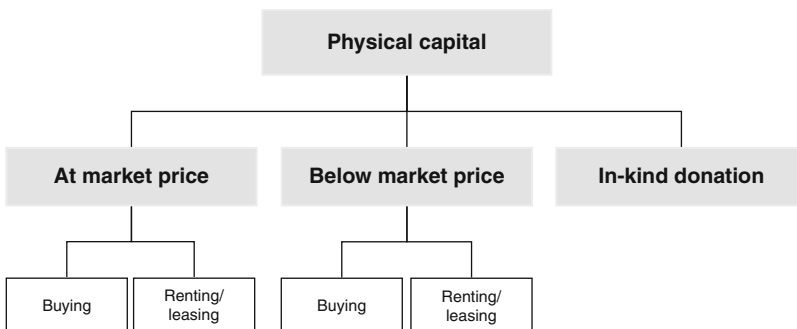 Physical capital
At market price
Below market price
In-kind donation
Buying
Renting/
leasing
Buying
Renting/
leasing